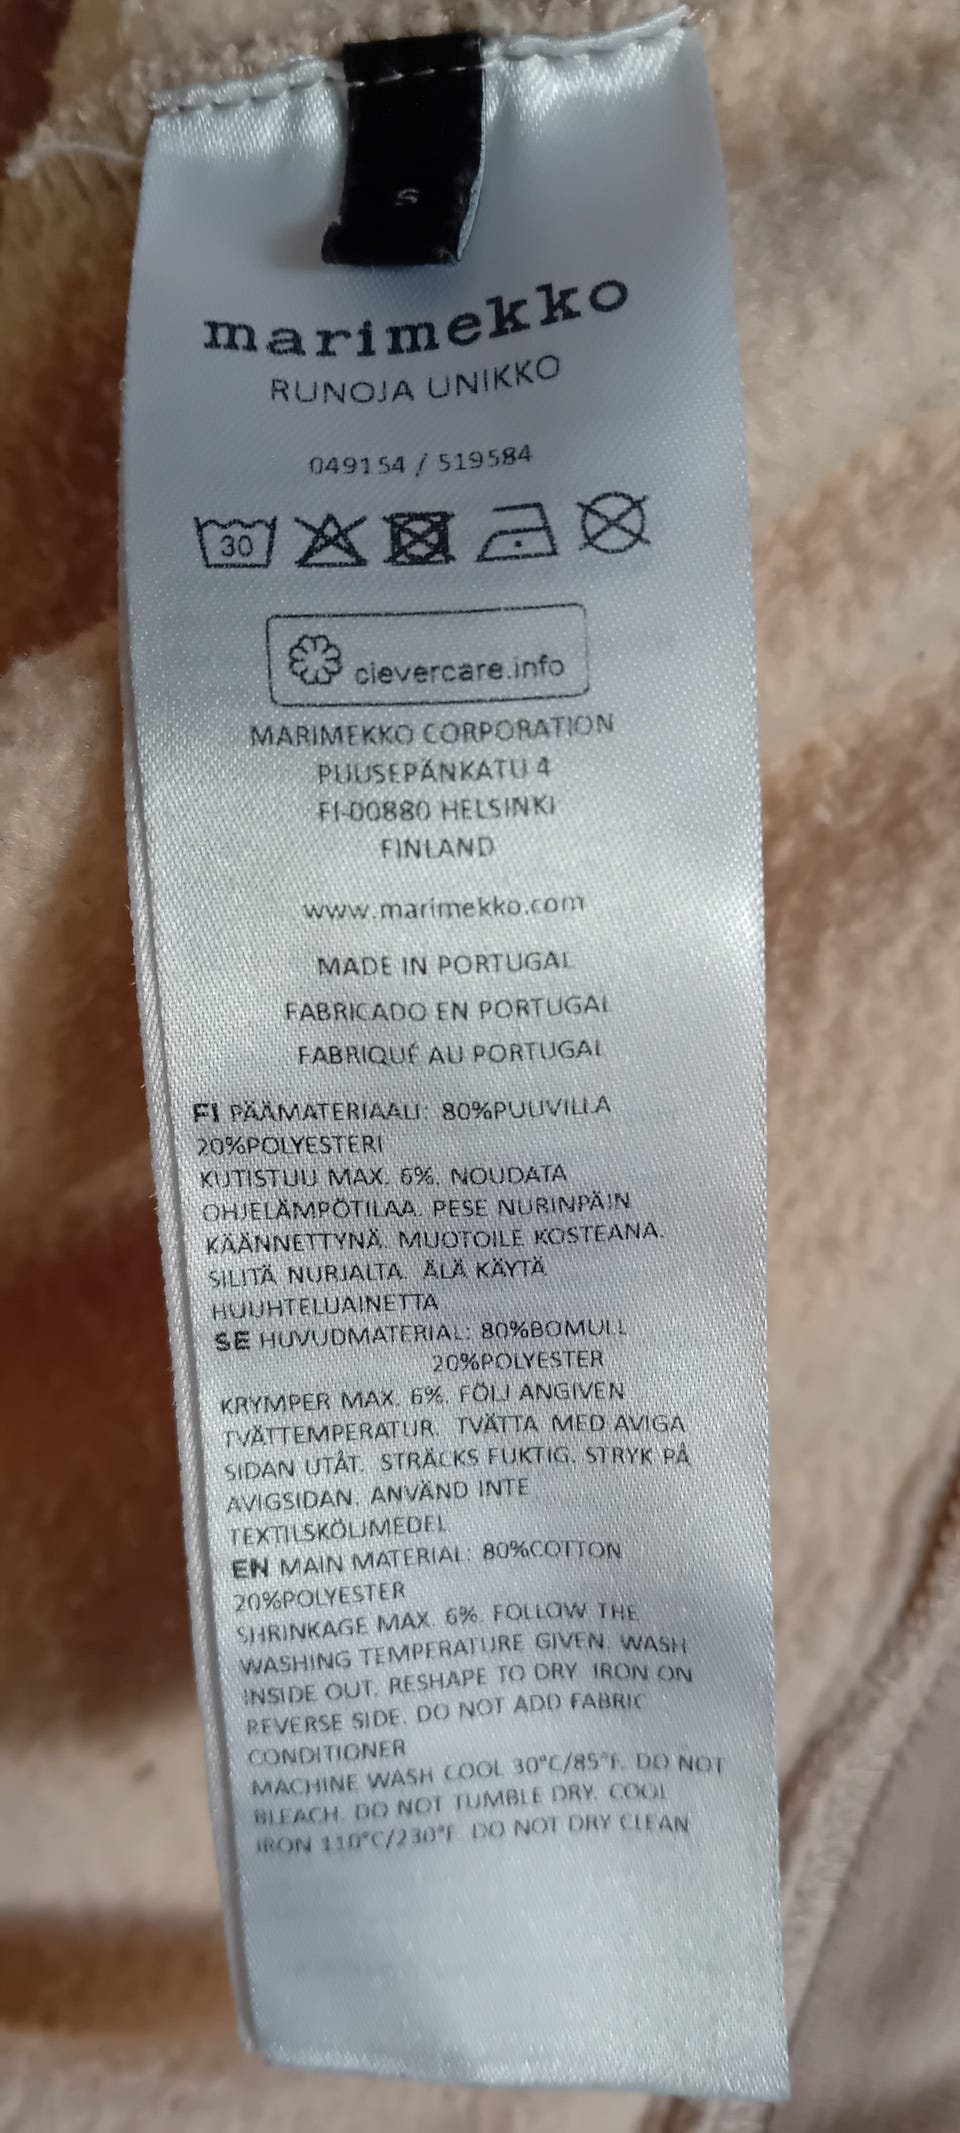 S
marimekko
RUNOJA UNIKKO
049154 / 519584
30
clevercare.info
MARIMEKKO CORPORATION
PUUSEPÄNKATU 4
FI-00880 HELSINKI
FINLAND
www.marimekko.com
MADE IN PORTUGAL
FABRICADO EN PORTUGAL
FABRIQUÉ AU PORTUGAL
FI PÄÄMATERIAALI: 80%PUUVILLA
20%POLYESTERI
KUTISTUU MAX. 6%. NOUDATA
OHJELÄMPÖTILAA. PESE NURINPÄIN
KÄÄNNETTYNÄ. MUOTOILE KOSTEANA.
SILITÄ NURJALTA. ÄLÄ KÄYTÄ
HUUHTELUAINETTA
SE HUVUDMATERIAL: 80%BOMULL
20%POLYESTER
KRYMPER MAX. 6%. FÖLJ ANGIVEN
TVÄTTEMPERATUR. TVÄTTA MED AVIGA
SIDAN UTÅT. STRÄCKS FUKTIG. STRYK PÅ
AVIGSIDAN. ANVÄND INTE
TEXTILSKÖLJMEDEL
EN MAIN MATERIAL: 80%COTTON
20%POLYESTER
SHRINKAGE MAX. 6%. FOLLOW THE
WASHING TEMPERATURE GIVEN. WASH
INSIDE OUT. RESHAPE TO DRY IRON ON
REVERSE SIDE. DO NOT ADD FABRIC
CONDITIONER
MACHINE WASH COOL 30°C/85°F. DO NOT
BLEACH. DO NOT TUMBLE DRY. COOL
IRON 110°C/230°F DO NOT DRY CLEAN